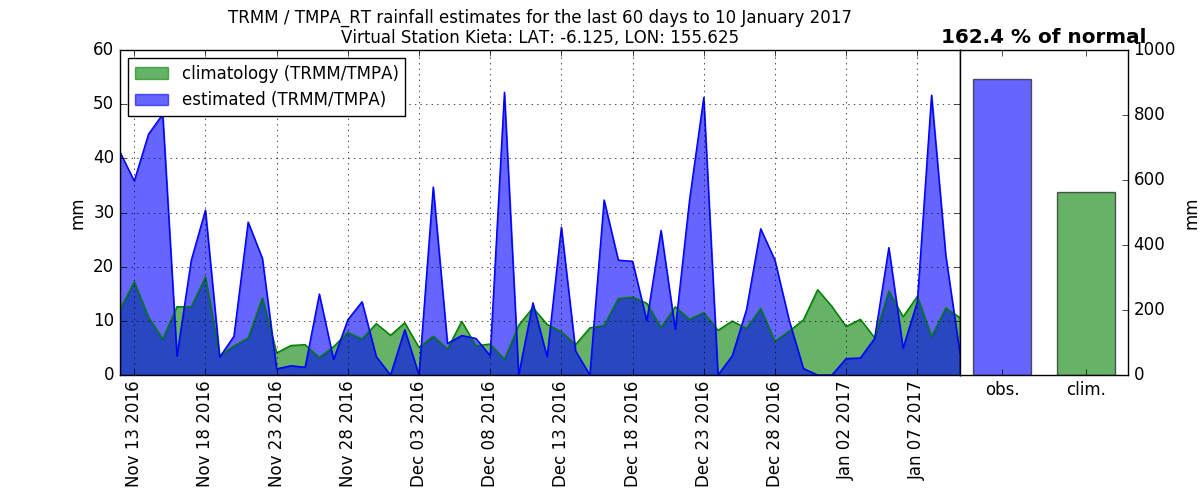 TRMM / TMPA_RT rainfall estimates for the last 60 days to 10 January 2017
Virtual Station Kieta: LAT: -6.125, LON: 155.625
162.4 % of normal
climatology (TRMM/TMPA)
estimated (TRMM/TMPA)
60
50
40
30
20
10
0
mm
1000
800
600
400
200
0
mm
Nov 13 2016
Nov 18 2016
Nov 23 2016
Nov 28 2016
Dec 03 2016
Dec 08 2016
Dec 13 2016
Dec 18 2016
Dec 23 2016
Dec 28 2016
Jan 02 2017
Jan 07 2017
obs.
clim.